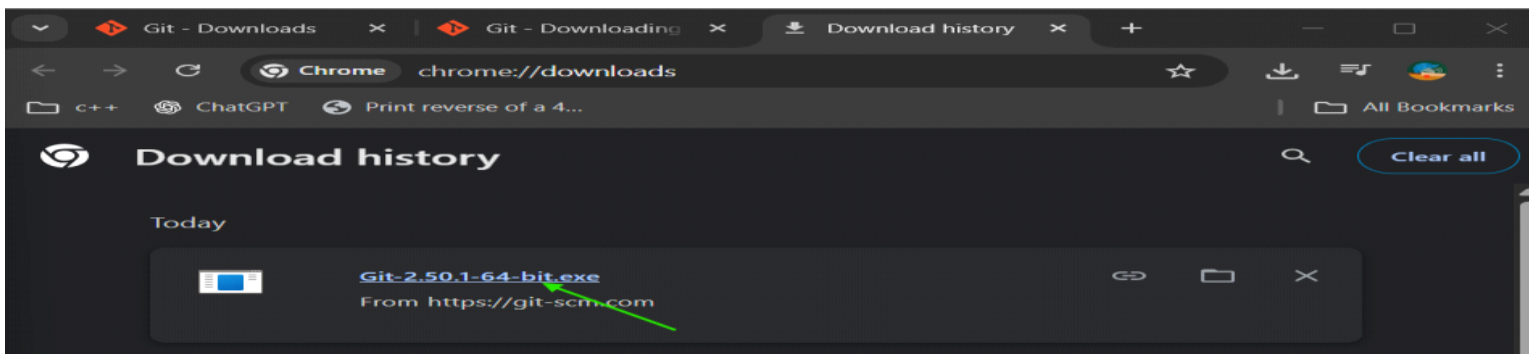 Git - Downloads
Git - Downloading
Download history
Chrome
chrome://downloads
c++
ChatGPT
Print reverse of a 4...
All Bookmarks
Download history
Clear all
Today
Git-2.50.1-64-bit.exe
From https://git-scm.com